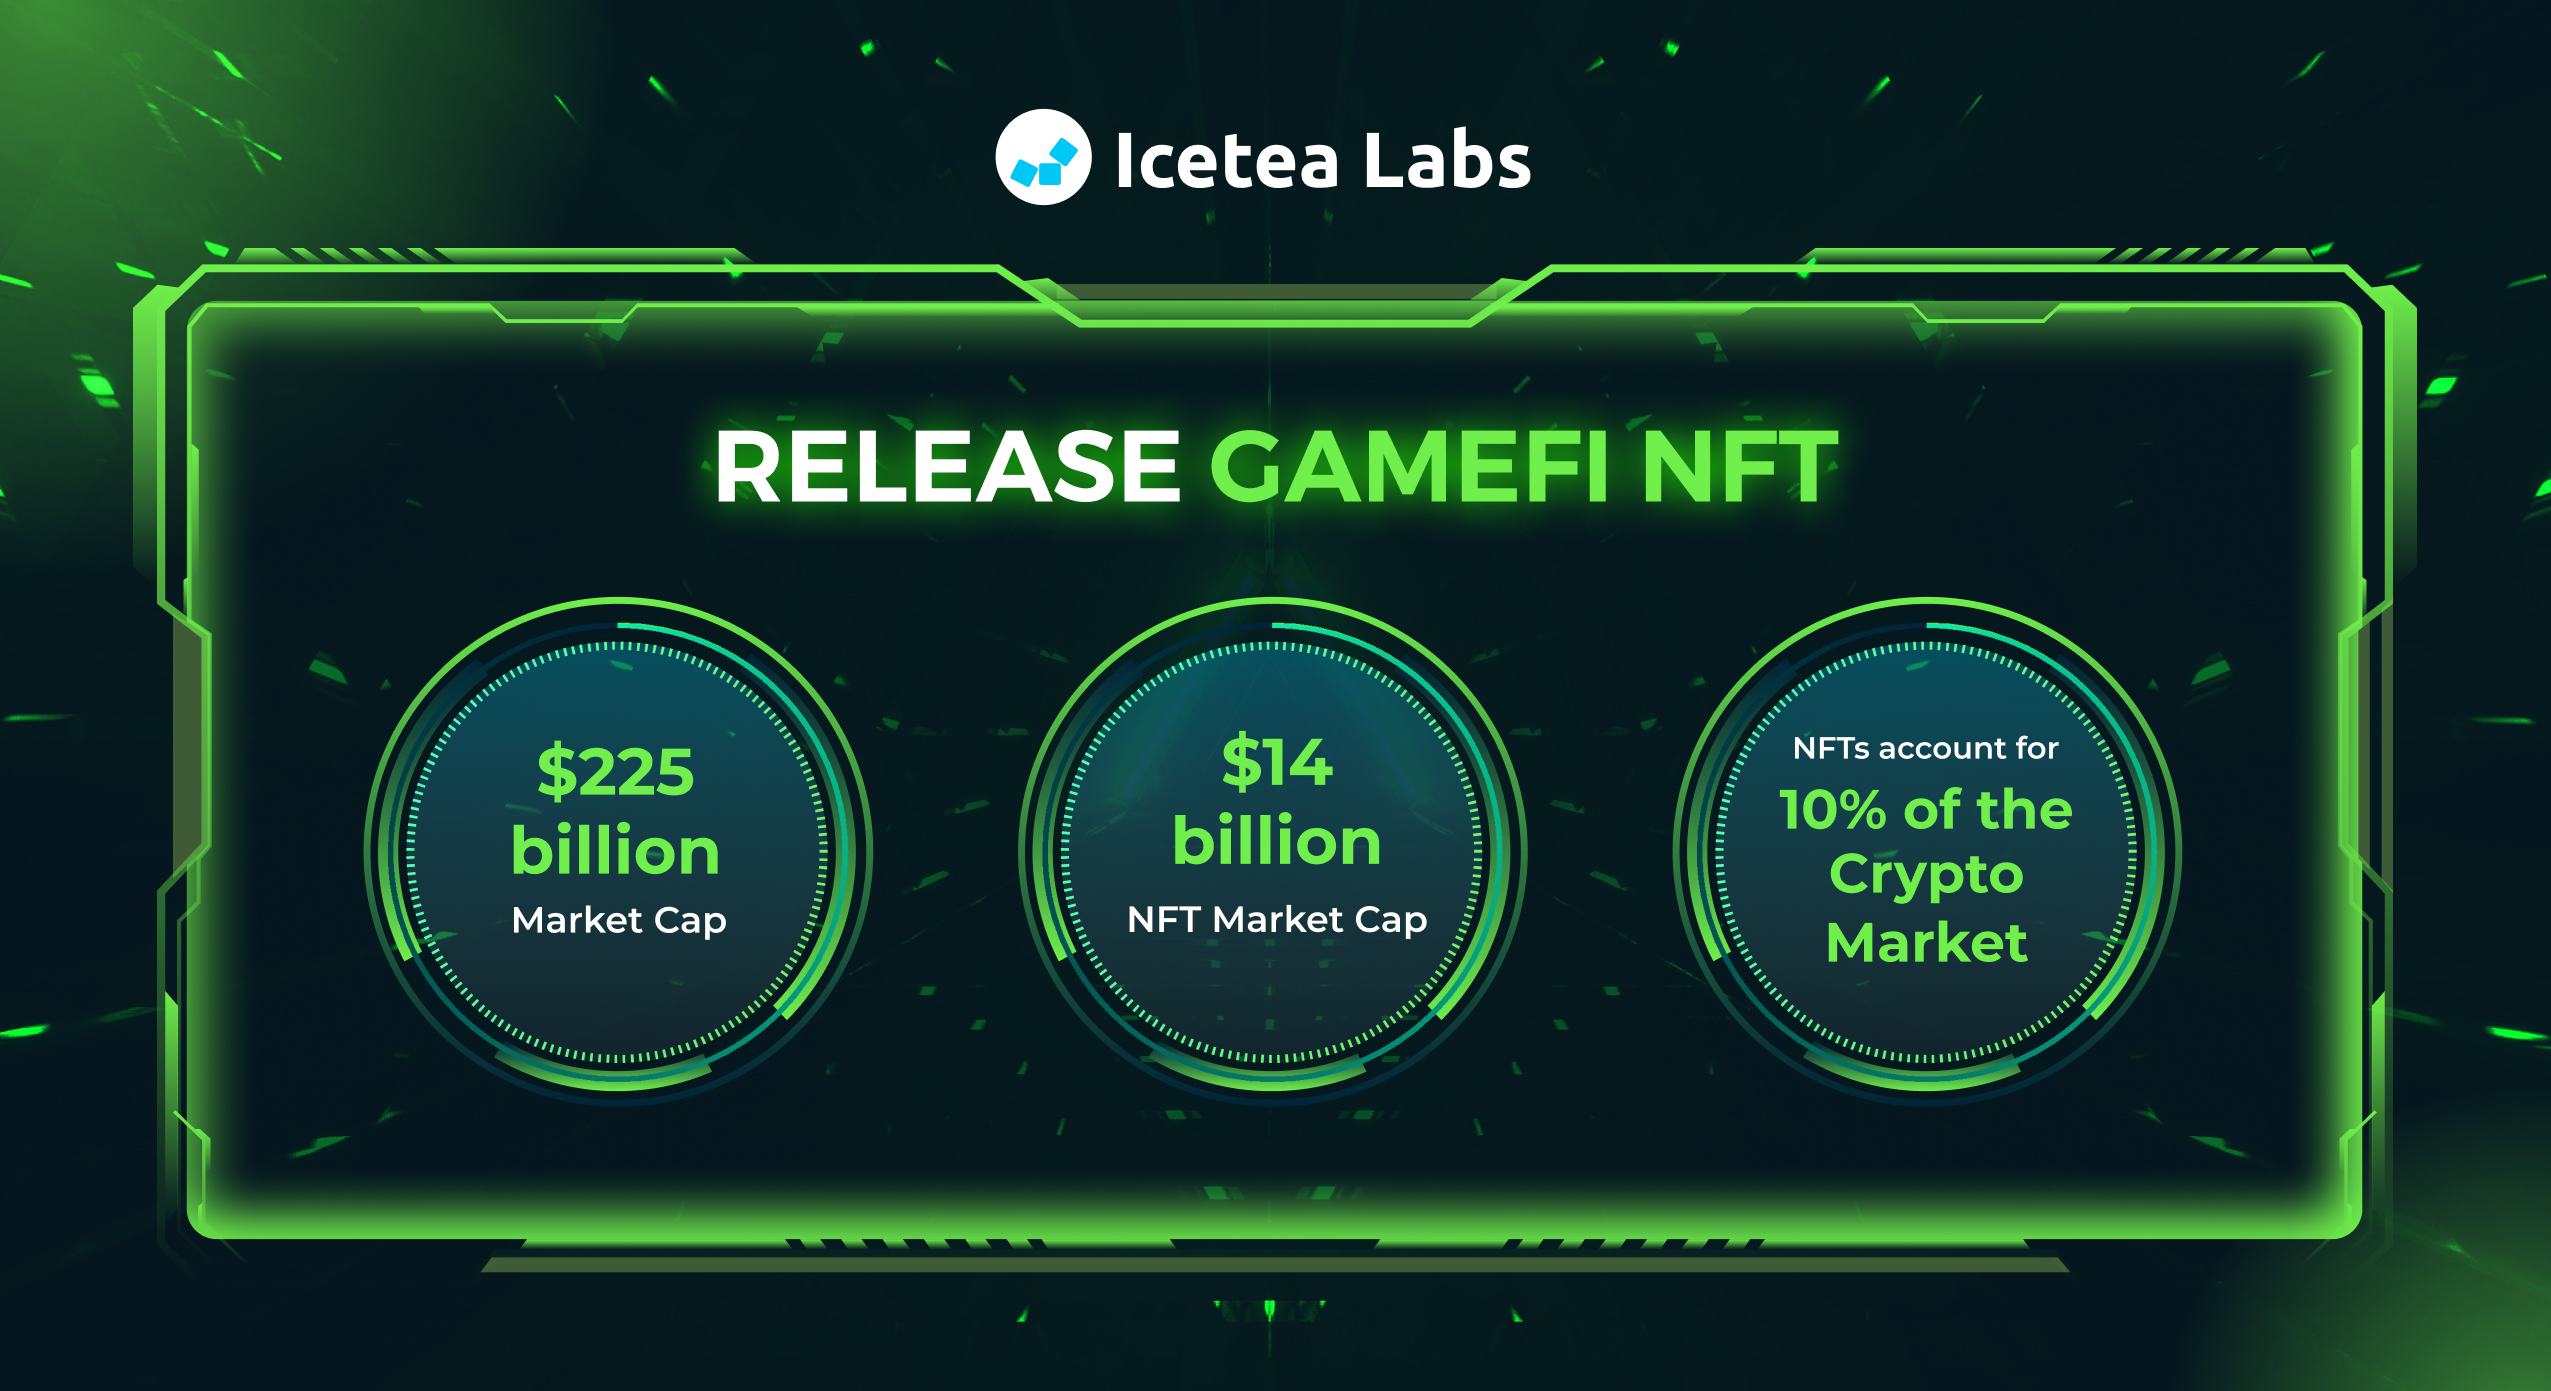 Icetea Labs
RELEASE GAMEFI NFT
$225
billion
Market Cap
$14
billion
NFT Market Cap
NFTs account for
10% of the
Crypto
Market